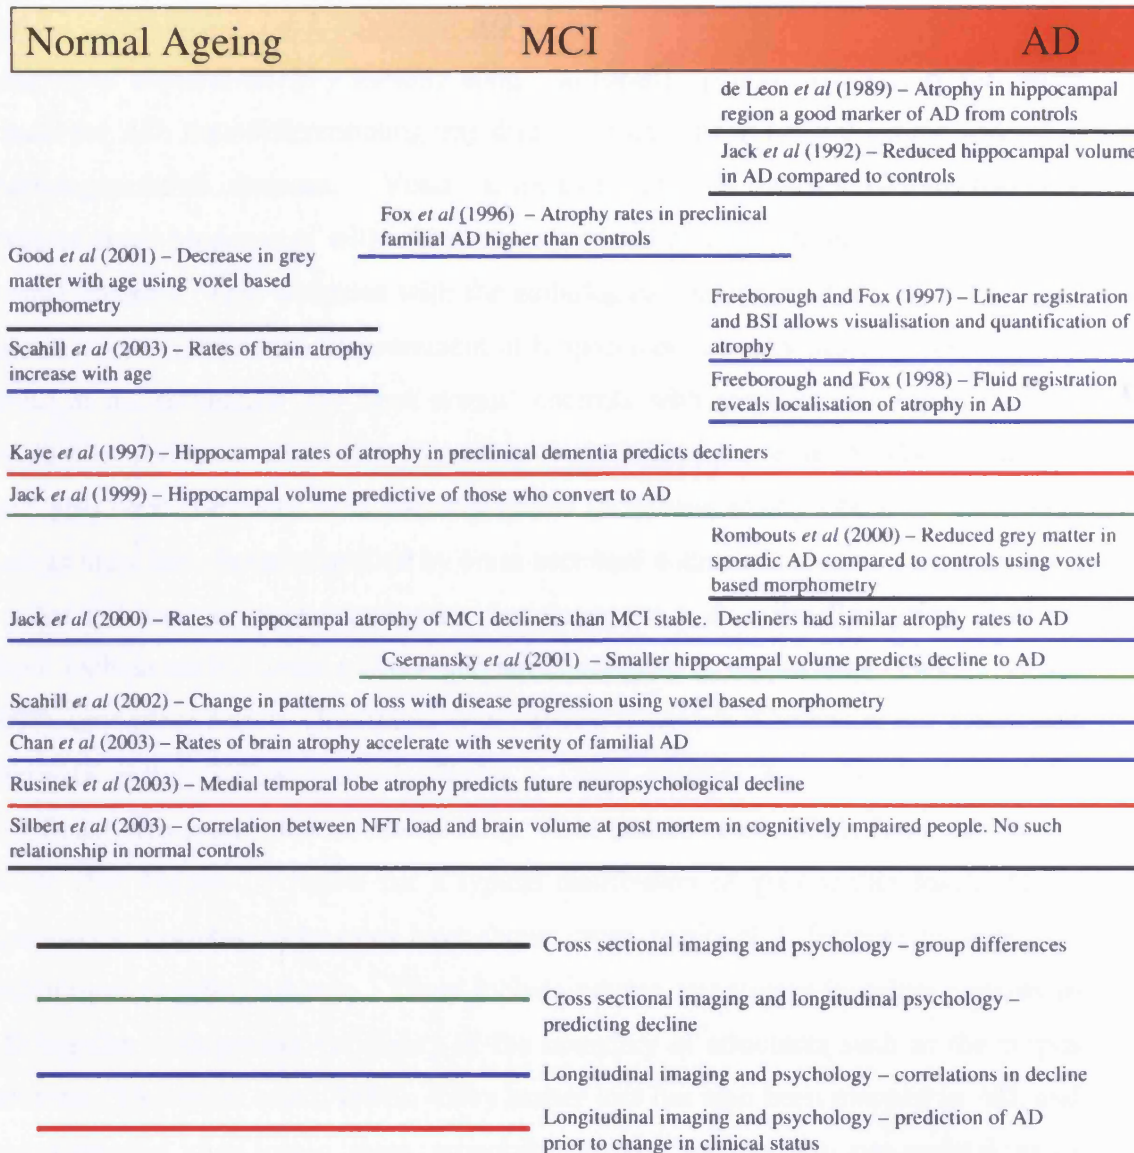 Normal Ageing MCI AD
de Leon et al (1989) – Atrophy in hippocampal
region a good marker of AD from controls
Jack et al (1992) – Reduced hippocampal volume
in AD compared to controls
Fox et al (1996) – Atrophy rates in preclinical
familial AD higher than controls
Good et al (2001) – Decrease in grey
matter with age using voxel based
morphometry
Freeborough and Fox (1997) – Linear registration
and BSI allows visualisation and quantification of
atrophy
Scahill (2003) – Rates of brain atrophy
increase with age
Freeborough and Fox (1998) – Fluid registration
reveals localisation of atrophy in AD
Kaye et al (1997) – Hippocampal rates of atrophy in preclinical dementia predicts decliners
Jack et al (1999) – Hippocampal volume predictive of those who convert to AD
Rombouts et al (2000) – Reduced grey matter in
sporadic AD compared to controls using voxel
based morphometry
Jack et al (2000) – Rates of hippocampal atrophy of MCI decliners than MCI stable. Decliners had similar atrophy rates to AD
Csernansky et al (2001) – Smaller hippocampal volume predicts decline to AD
Scahill et al (2002) – Change in patterns of loss with disease progression using voxel based morphometry
Chan et al (2003) – Rates of brain atrophy accelerate with severity of familial AD
Rusinek et al (2003) – Medial temporal lobe atrophy predicts future neuropsychological decline
Silbert et al (2003) – Correlation between NFT load and brain volume at post mortem in cognitively impaired people. No such
relationship in normal controls
Cross sectional imaging and psychology – group differences
Cross sectional imaging and longitudinal psychology –
predicting decline
Longitudinal imaging and psychology – correlations in decline
Longitudinal imaging and psychology – prediction of AD
prior to change in clinical status